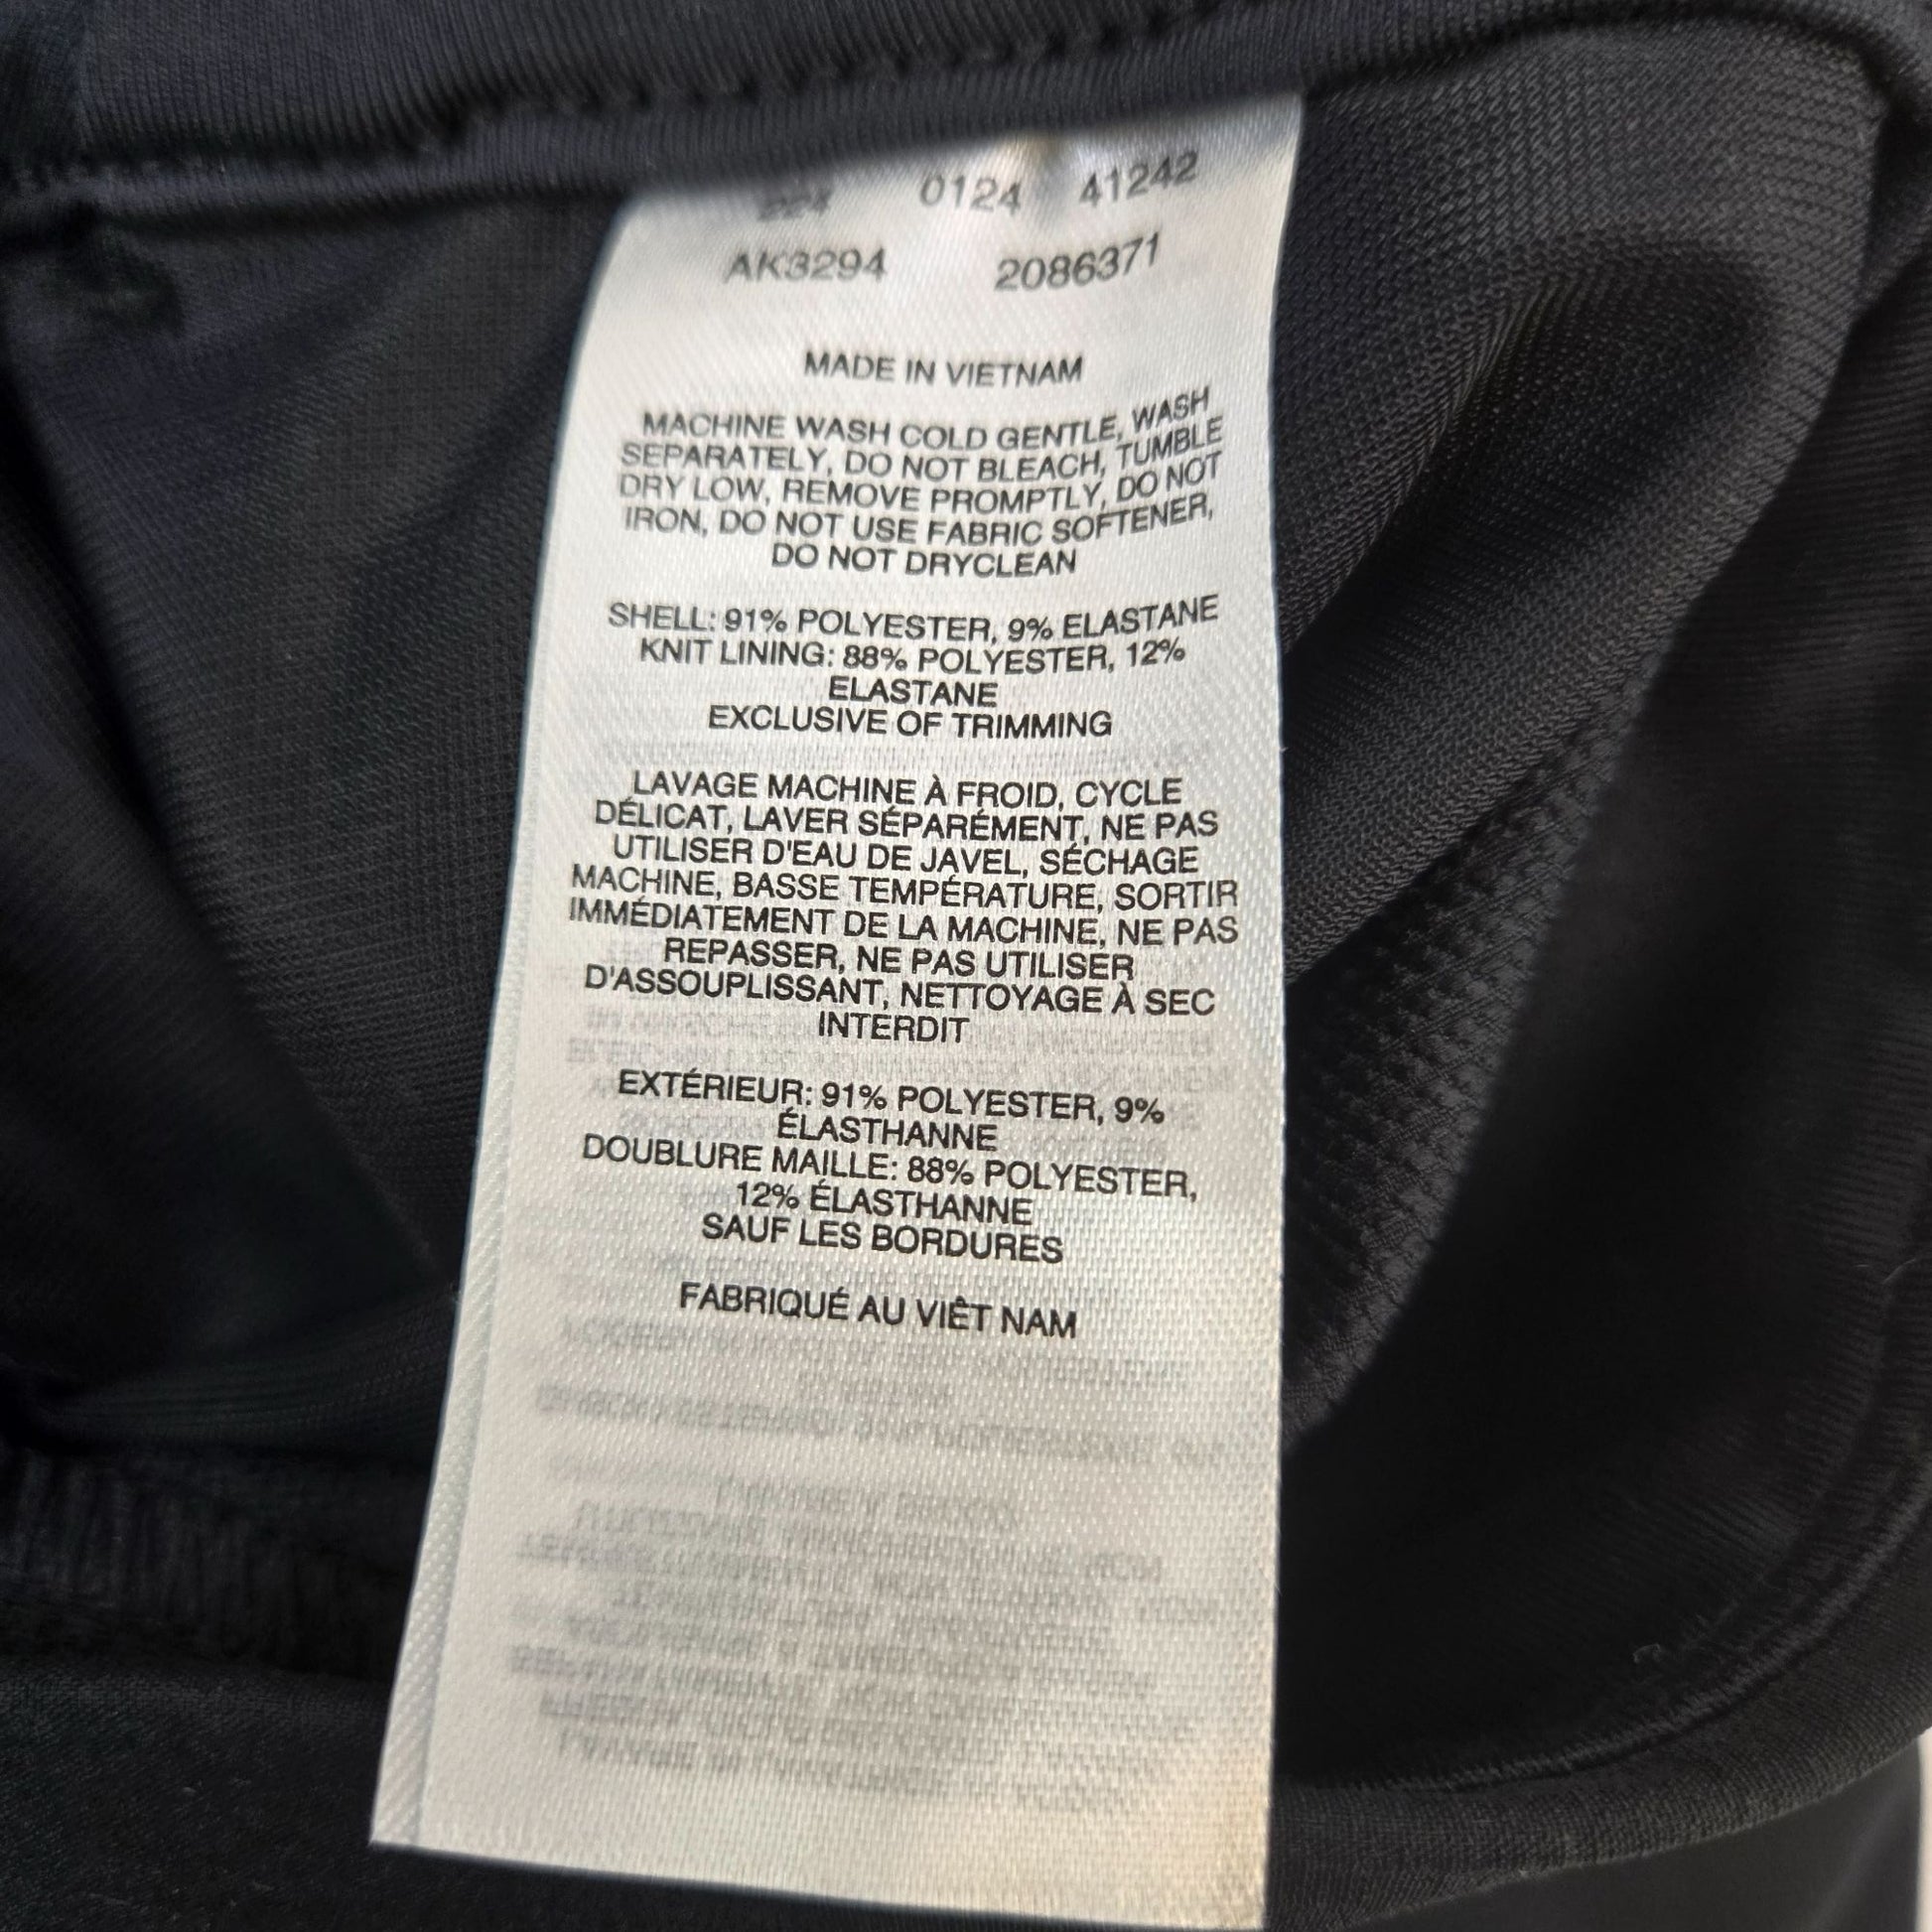 224 0124 41242
AK3294 2086371
MADE IN VIETNAM
MACHINE WASH COLD GENTLE, WASH
SEPARATELY, DO NOT BLEACH, TUMBLE
DRY LOW, REMOVE PROMPTLY, DO NOT
IRON, DO NOT USE FABRIC SOFTENER,
DO NOT DRYCLEAN
SHELL: 91% POLYESTER, 9% ELASTANE
KNIT LINING: 88% POLYESTER, 12%
ELASTANE
EXCLUSIVE OF TRIMMING
LAVAGE MACHINE À FROID, CYCLE
DÉLICAT, LAVER SÉPARÉMENT, NE PAS
UTILISER D'EAU DE JAVEL, SÉCHAGE
MACHINE, BASSE TEMPÉRATURE, SORTIR
IMMÉDIATEMENT DE LA MACHINE, NE PAS
REPASSER, NE PAS UTILISER
D'ASSOUPLISSANT, NETTOYAGE À SEC
INTERDIT
EXTÉRIEUR: 91% POLYESTER, 9%
ÉLASTHANNE
DOUBLURE MAILLE: 88% POLYESTER,
12% ÉLASTHANNE
SAUF LES BORDURES
FABRIQUÉ AU VIÊT NAM